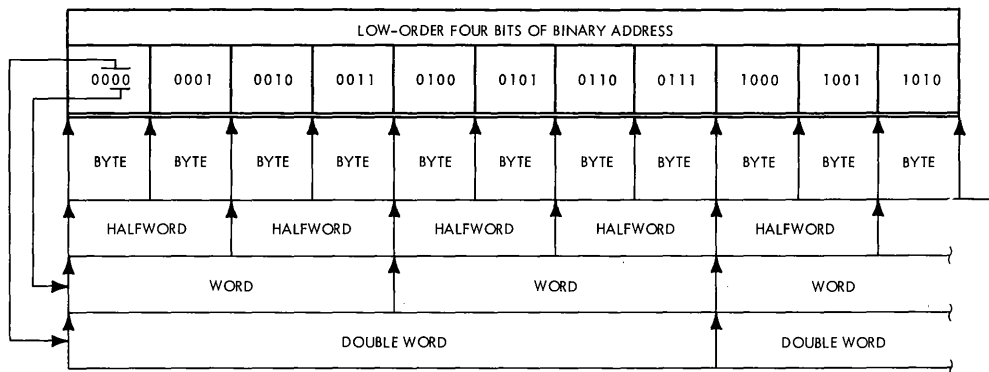 LOW-ORDER FOUR BITS OF BINARY ADDRESS
0000 0001 0010 0011 0100 0101 0110 0111 1000 1001 1010
BYTE BYTE BYTE BYTE BYTE BYTE BYTE BYTE BYTE BYTE BYTE
HALFWORD HALFWORD HALFWORD HALFWORD HALFWORD
WORD WORD WORD
DOUBLE WORD DOUBLE WORD